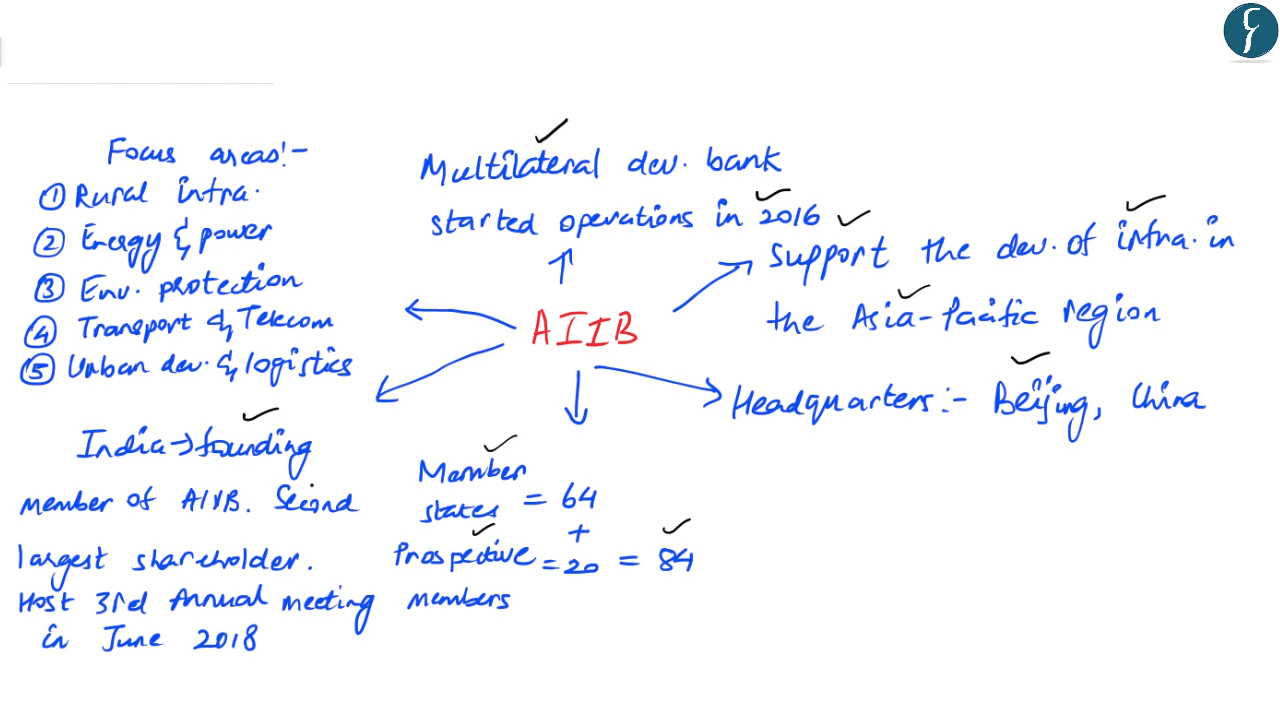 Focus areas:-
① Rural infra.
② Energy & power
③ Env. protection
④ Transport & Telecom
⑤ Urban dev. & logistics
Multilateral dev. bank
started operations in 2016
Support the dev. of infra. in
the Asia-Pacific region
AIIB
Headquarters:- Beijing, China
India → founding
member of AIIB. Second
largest shareholder.
Host 3rd Annual meeting
in June 2018
Member
states = 64
+
Prospective = 20 = 84
members